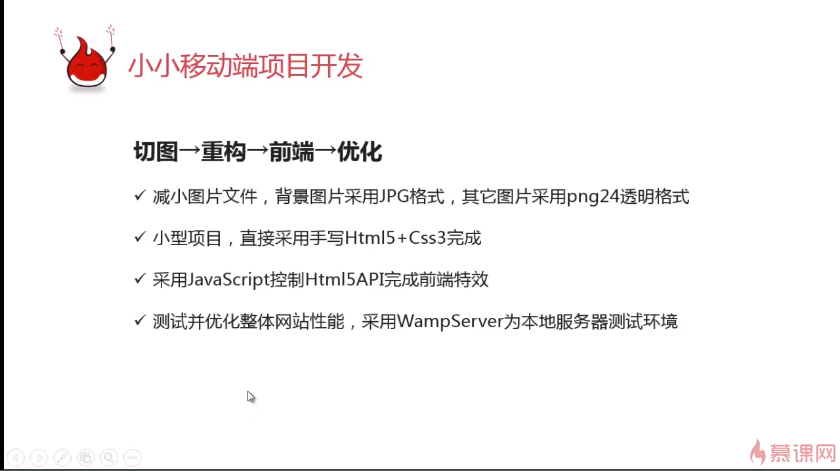 小小移动端项目开发
切图→重构→前端→优化
✓ 减小图片文件，背景图片采用JPG格式，其它图片采用png24透明格式
✓ 小型项目，直接采用手写Html5+Css3完成
✓ 采用JavaScript控制Html5API完成前端特效
✓ 测试并优化整体网站性能，采用WampServer为本地服务器测试环境
慕课网